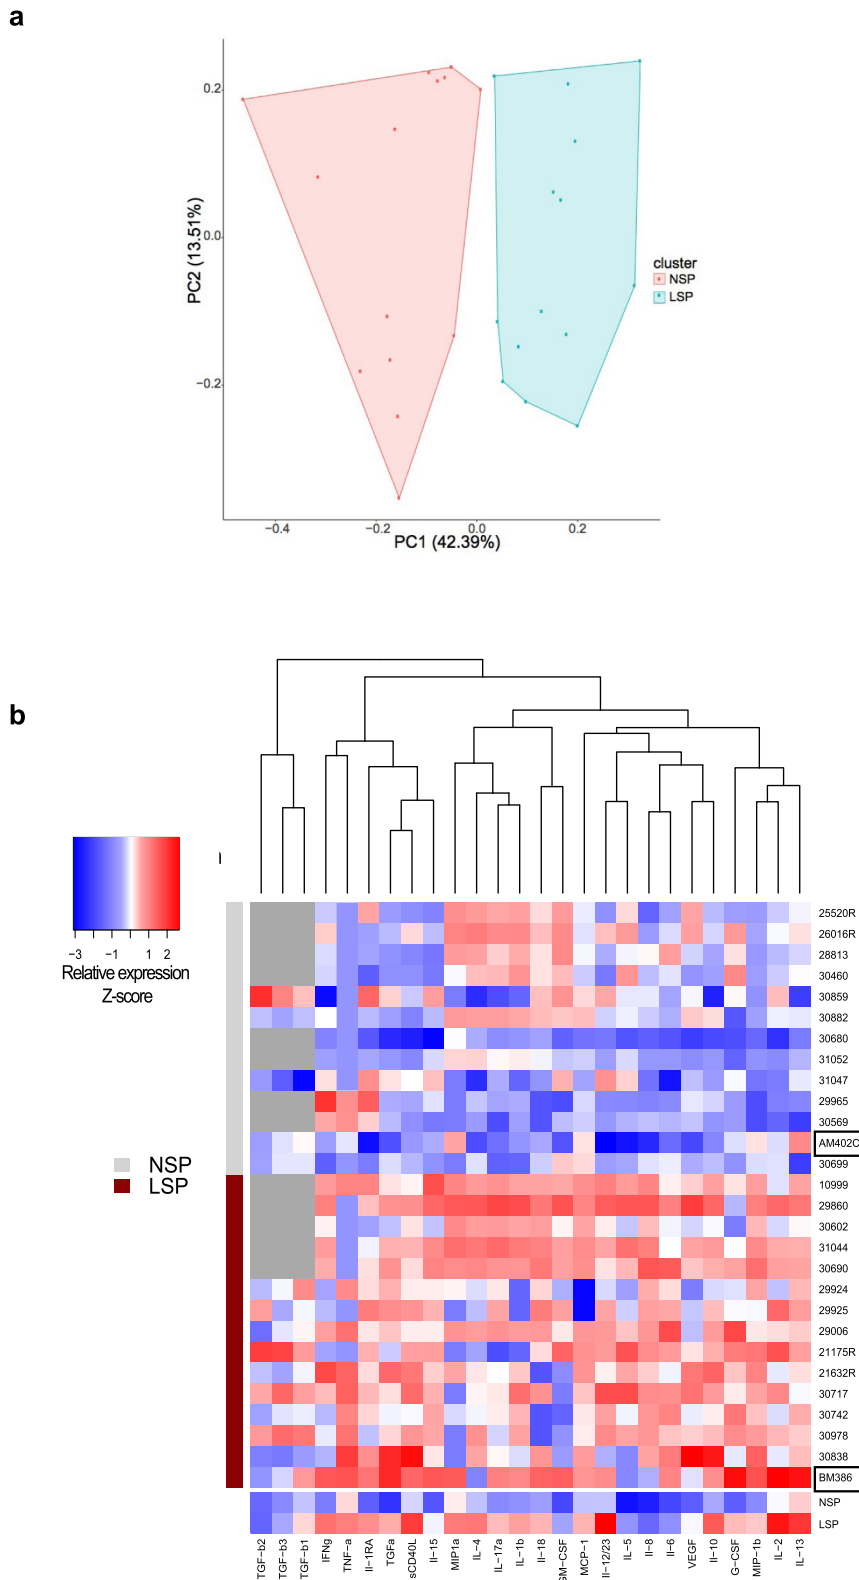 a
0.2
0.0
−0.2
PC2 (13.51%)
−0.4
−0.2
0.0
0.2
PC1 (42.39%)
cluster
NSP
LSP
b
−3
−1
1
2
Relative expression
Z-score
NSP
LSP
25520R
26016R
28813
30460
30859
30882
30680
31052
31047
29965
30569
AM402C
30699
10999
29860
30602
31044
30690
29924
29925
29006
21175R
21632R
30717
30742
30978
30838
BM386
NSP
LSP
TGF−b2
TGF−b3
TGF−b1
IFNg
TNF−a
Il−1RA
TGFa
sCD40L
Il−15
MIP1a
IL−4
IL−17a
IL−1b
Il−18
GM−CSF
MCP−1
Il−12/23
IL−5
Il−8
Il−6
VEGF
Il−10
G−CSF
MIP−1b
IL−2
IL−13